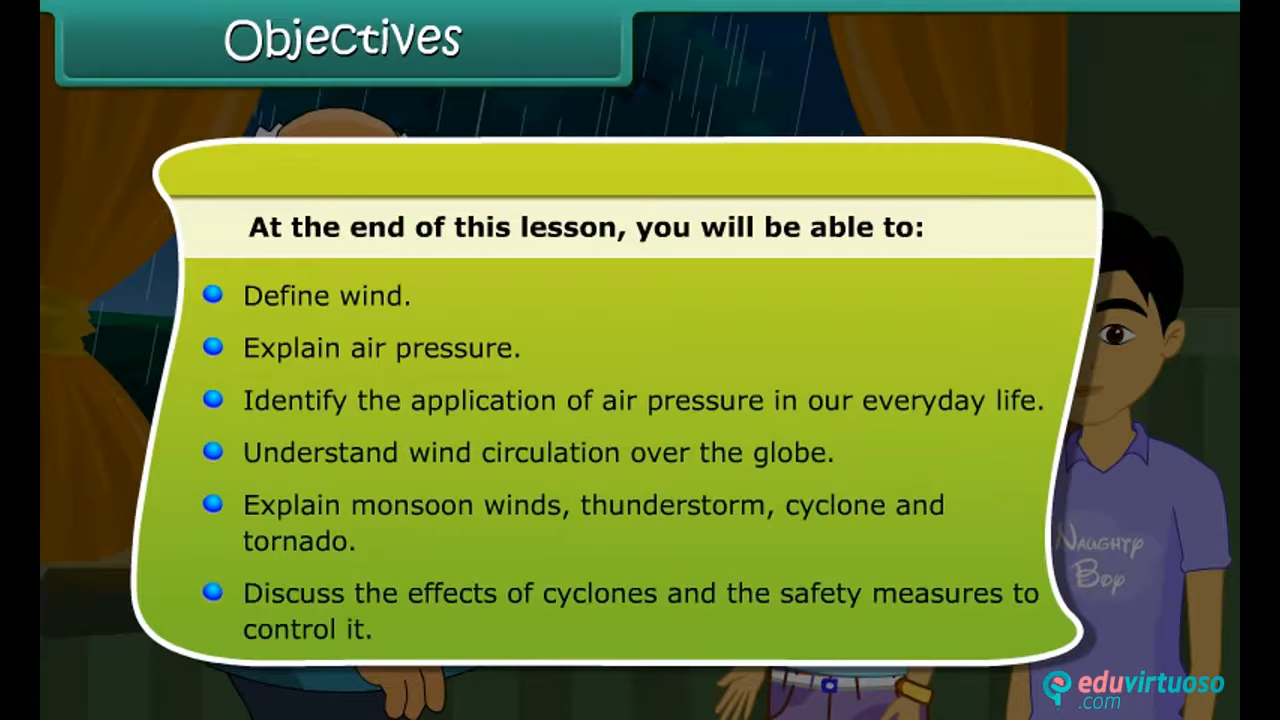 Objectives
At the end of this lesson, you will be able to:
Define wind.
Explain air pressure.
Identify the application of air pressure in our everyday life.
Understand wind circulation over the globe.
Explain monsoon winds, thunderstorm, cyclone and
tornado.
Discuss the effects of cyclones and the safety measures to
control it.
Naughty
Boy
eduvirtuoso
.com